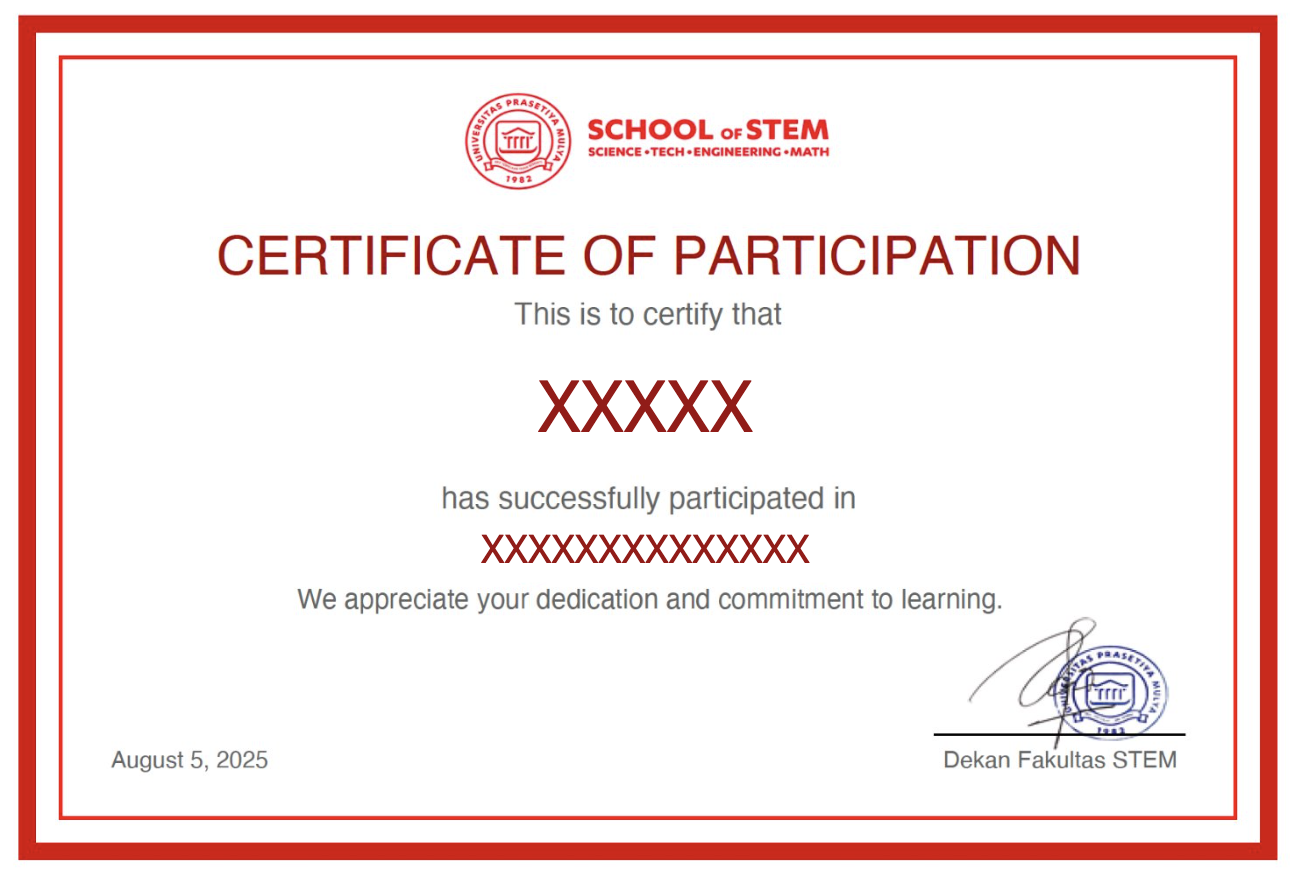 UNIVERSITAS PRASETIYA MULYA
1982
SCHOOL OF STEM
SCIENCE • TECH • ENGINEERING • MATH
CERTIFICATE OF PARTICIPATION
This is to certify that
XXXXX
has successfully participated in
XXXXXXXXXXXXXX
We appreciate your dedication and commitment to learning.
UNIVERSITAS PRASETIYA MULYA
1982
August 5, 2025
Dekan Fakultas STEM